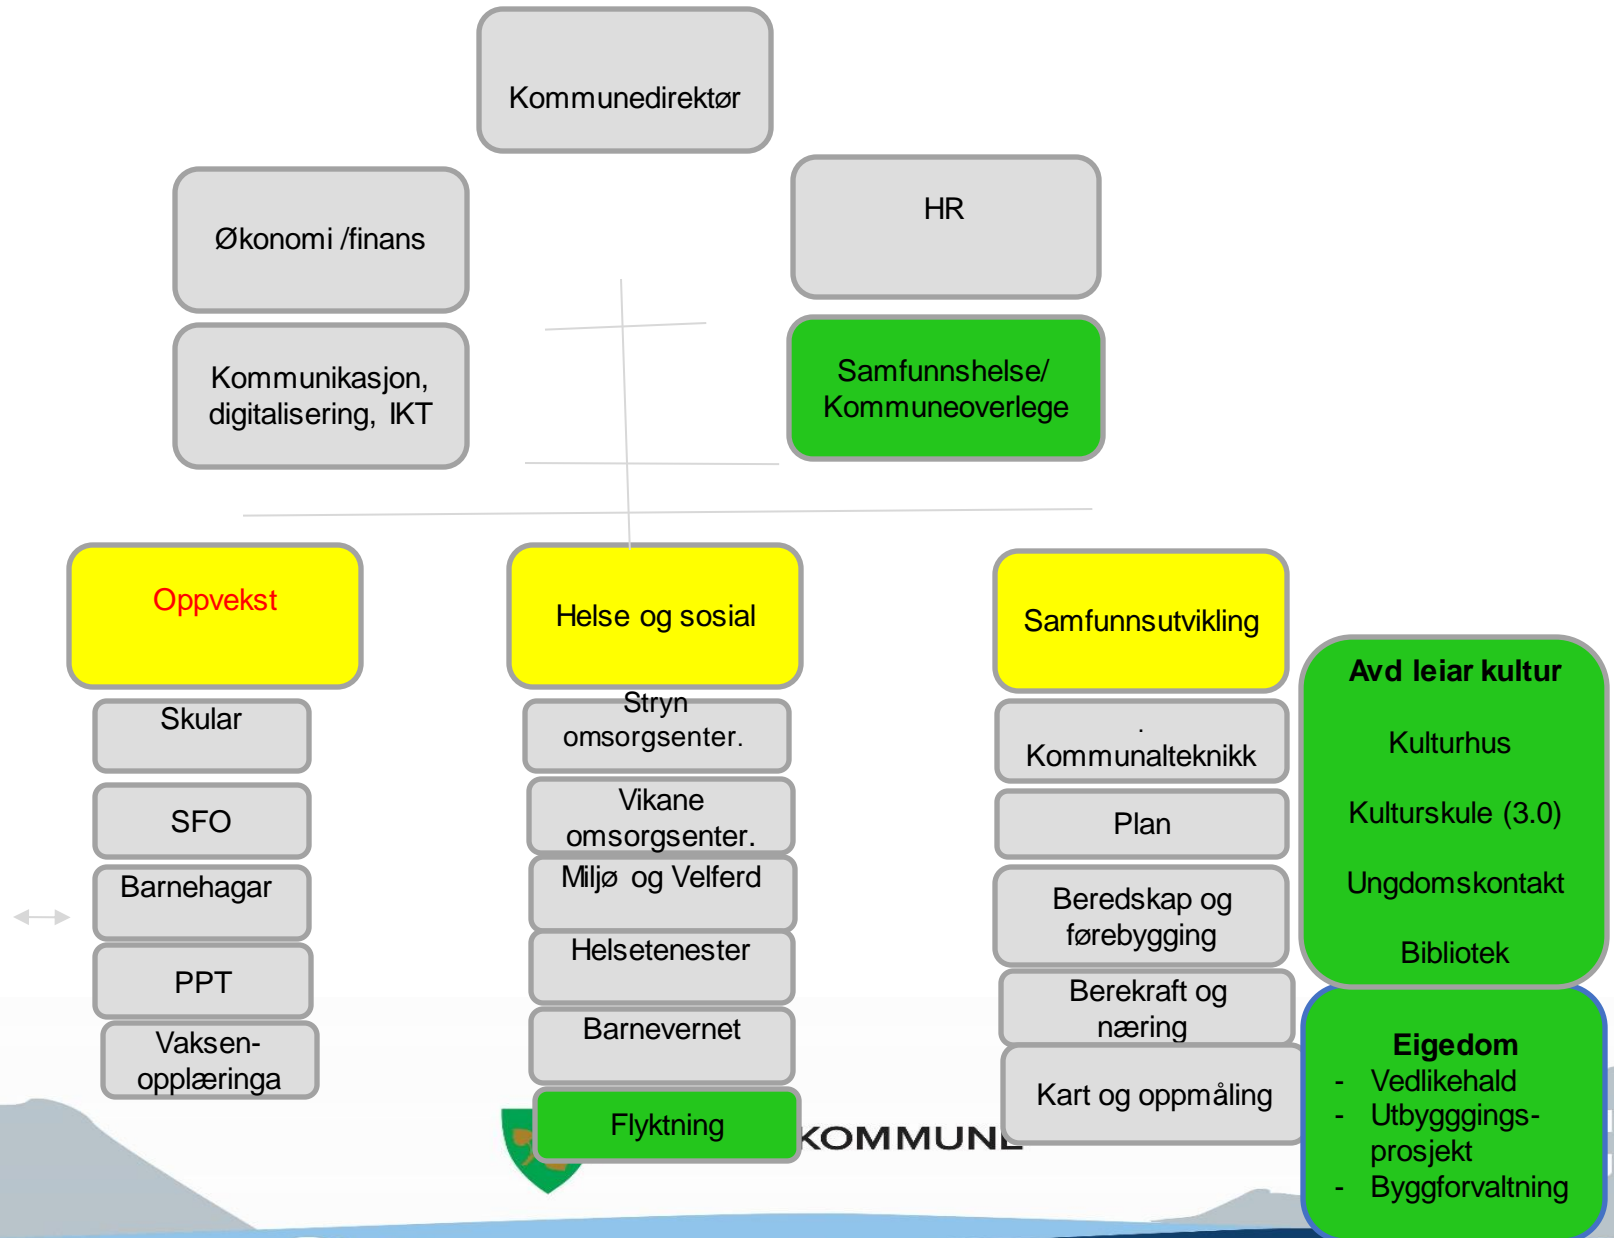 Kommunedirektør
Økonomi /finans
HR
Kommunikasjon,
digitalisering, IKT
Samfunnshelse/
Kommuneoverlege
Oppvekst
Skular
SFO
Barnehagar
PPT
Vaksen-
opplæringa
Helse og sosial
Stryn
omsorgsenter.
Vikane
omsorgsenter.
Miljø og Velferd
Helsetenester
Barnevernet
Flyktning
Samfunnsutvikling
.
Kommunalteknikk
Plan
Beredskap og
førebygging
Berekraft og
næring
Kart og oppmåling
Avd leiar kultur
Kulturhus
Kulturskule (3.0)
Ungdomskontakt
Bibliotek
Eigedom
- Vedlikehald
- Utbygggings-
prosjekt
- Byggforvaltning
KOMMUNE